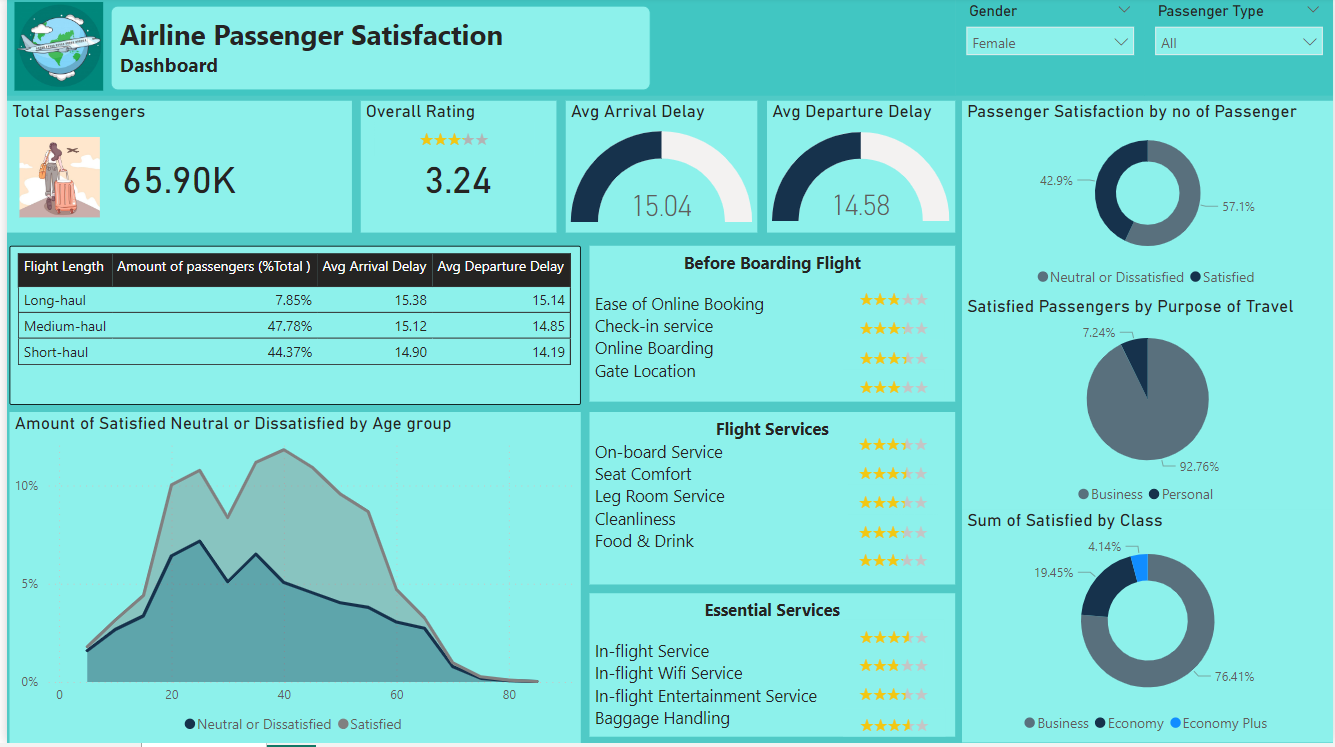 Airline Passenger Satisfaction
Dashboard
Gender
Female
Passenger Type
All
Total Passengers
65.90K
Overall Rating
3.24
Avg Arrival Delay
15.04
Avg Departure Delay
14.58
Flight Length Amount of passengers (%Total ) Avg Arrival Delay Avg Departure Delay
Long-haul 7.85% 15.38 15.14
Medium-haul 47.78% 15.12 14.85
Short-haul 44.37% 14.90 14.19
Amount of Satisfied Neutral or Dissatisfied by Age group
10%
5%
0%
0 20 40 60 80
Neutral or Dissatisfied Satisfied
Before Boarding Flight
Ease of Online Booking
Check-in service
Online Boarding
Gate Location
Flight Services
On-board Service
Seat Comfort
Leg Room Service
Cleanliness
Food & Drink
Essential Services
In-flight Service
In-flight Wifi Service
In-flight Entertainment Service
Baggage Handling
Passenger Satisfaction by no of Passenger
42.9%
57.1%
Neutral or Dissatisfied Satisfied
Satisfied Passengers by Purpose of Travel
7.24%
92.76%
Business Personal
Sum of Satisfied by Class
4.14%
19.45%
76.41%
Business Economy Economy Plus